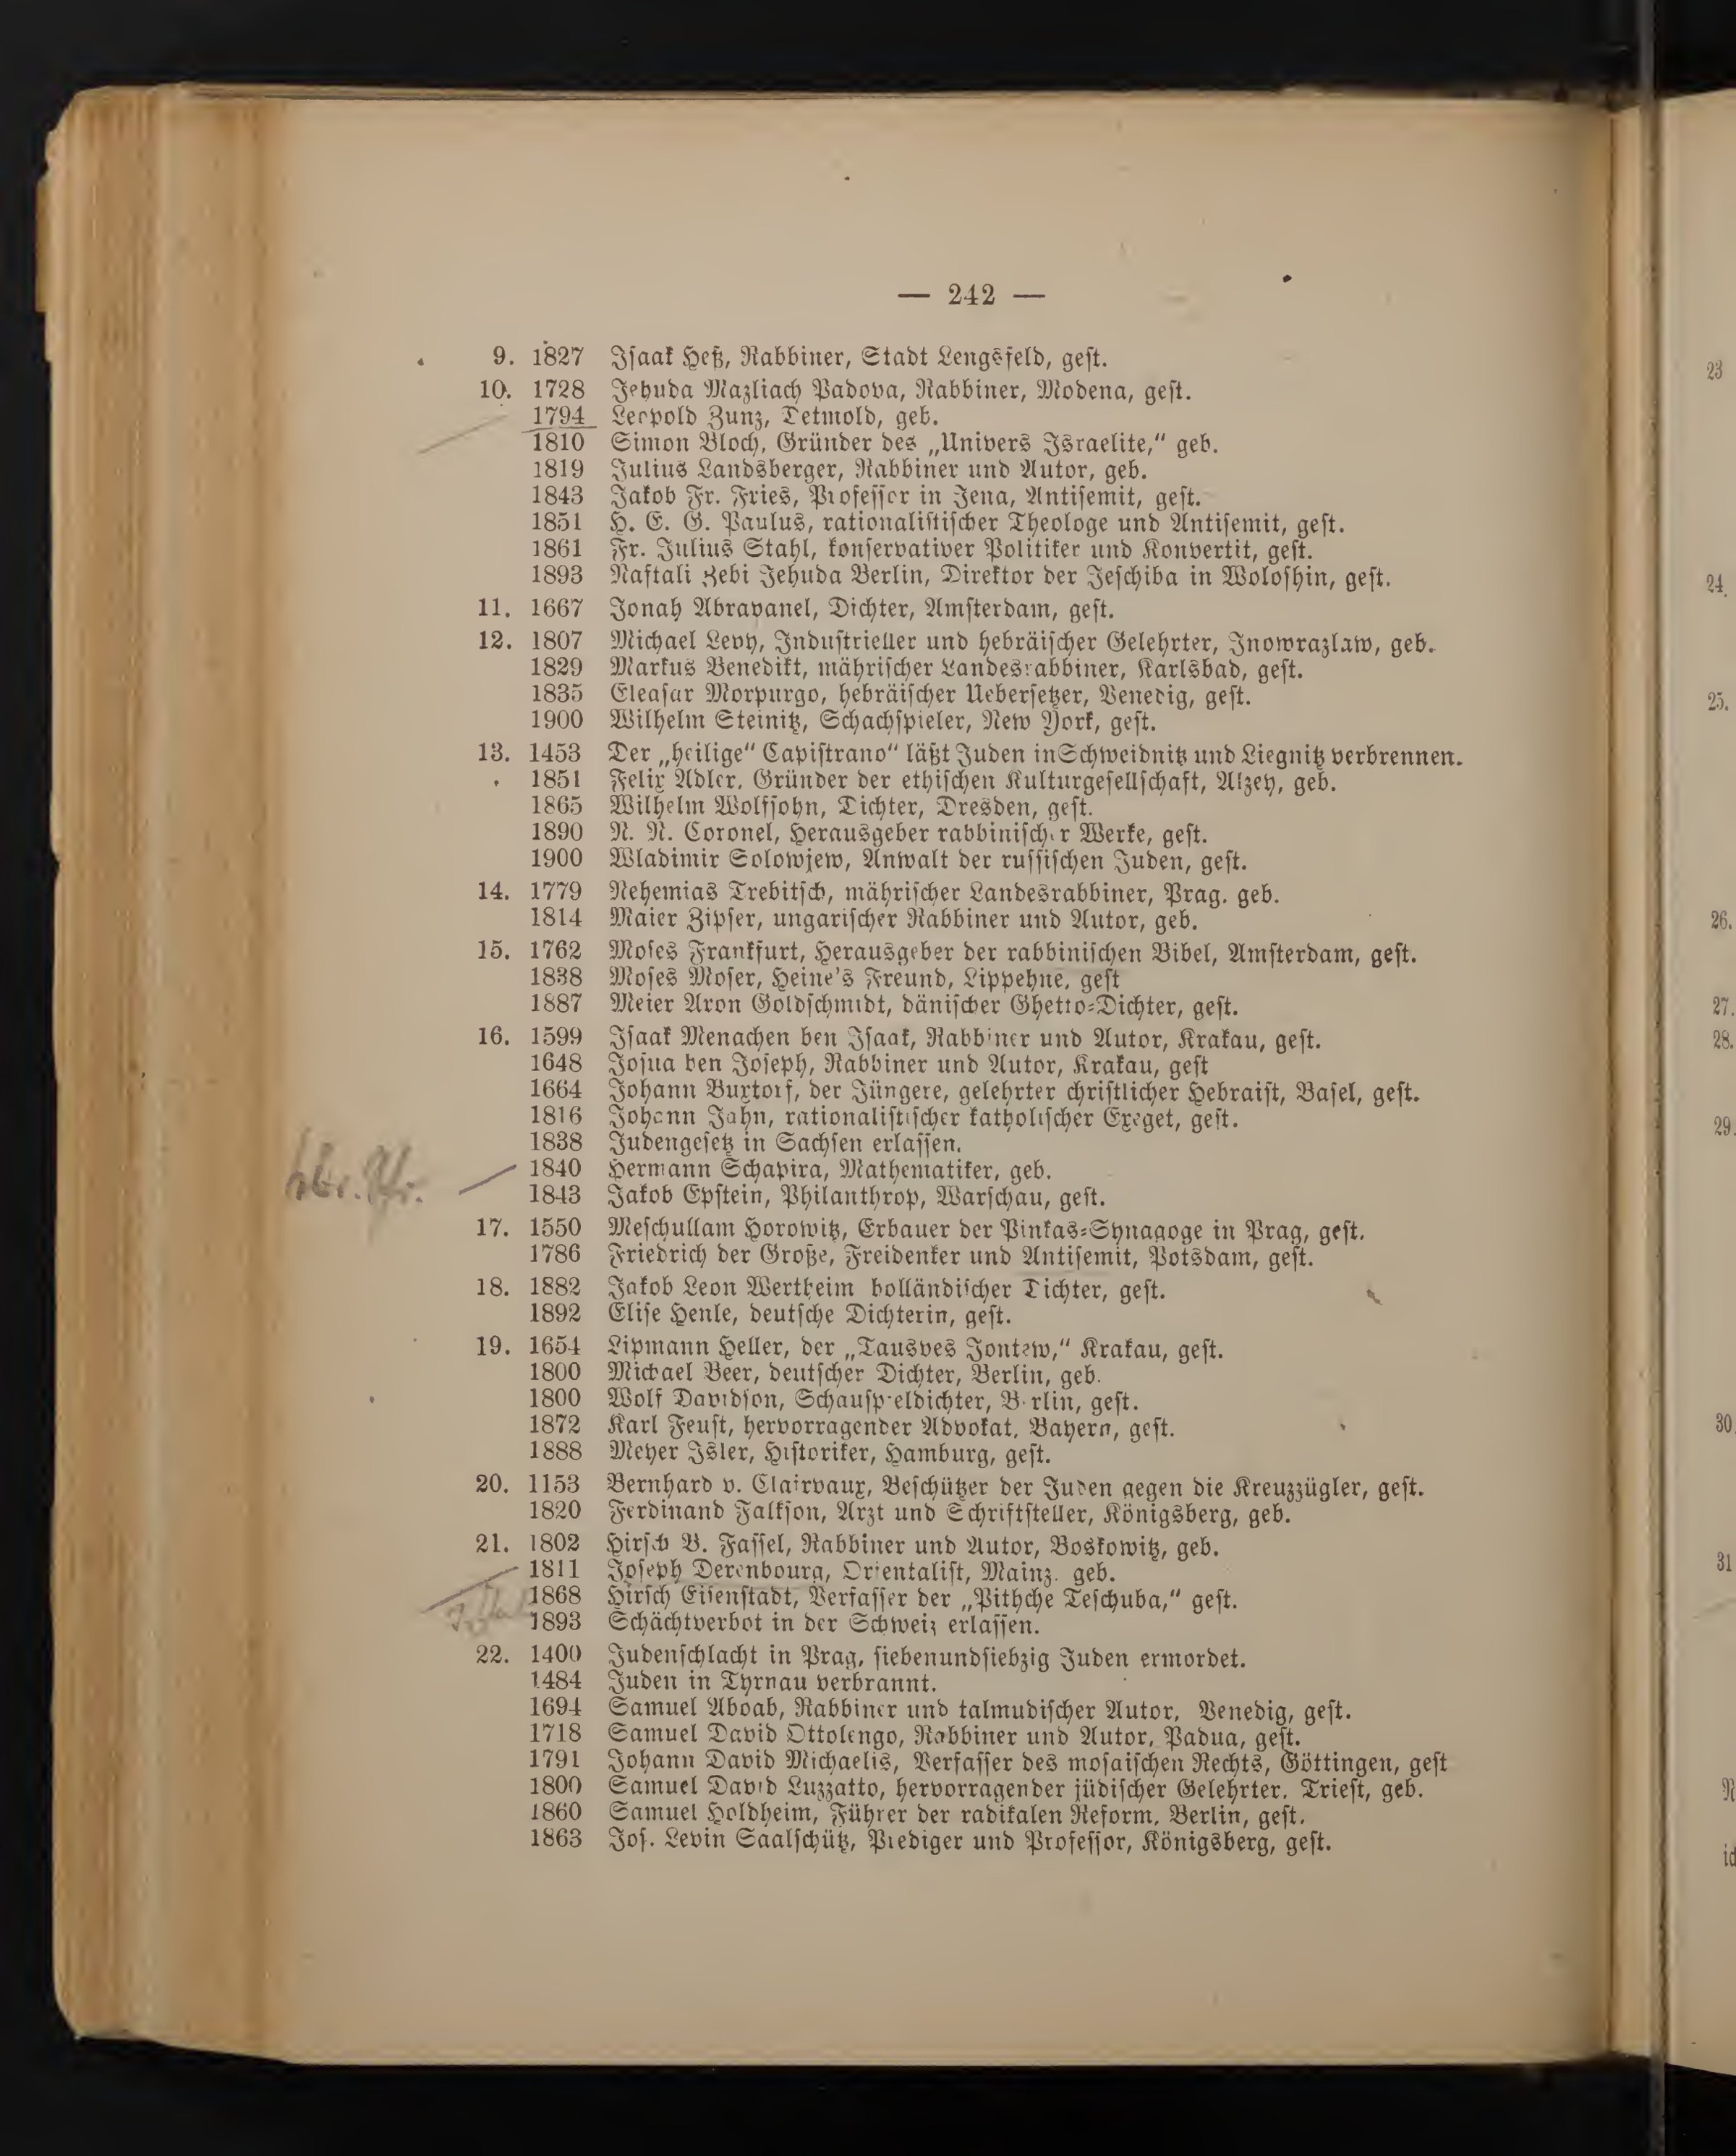 — 242 —
9. 1827 Isaak Heß, Rabbiner, Stadt Lengsfeld, gest.
10. 1728 Jehuda Mazliach Padova, Rabbiner, Modena, gest.
1794 Leopold Zunz, Detmold, geb.
1810 Simon Bloch, Gründer des „Univers Israelite,“ geb.
1819 Julius Landsberger, Rabbiner und Autor, geb.
1843 Jakob Fr. Fries, Professor in Jena, Antisemit, gest.
1851 H. E. G. Paulus, rationalistischer Theologe und Antisemit, gest.
1861 Fr. Julius Stahl, konservativer Politiker und Konvertit, gest.
1893 Naftali Zebi Jehuda Berlin, Direktor der Jeschiba in Woloshin, gest.
11. 1667 Jonah Abravanel, Dichter, Amsterdam, gest.
12. 1807 Michael Levy, Industrieller und hebräischer Gelehrter, Inowrazlaw, geb.
1829 Markus Benedikt, mährischer Landesrabbiner, Karlsbad, gest.
1835 Eleasar Morpurgo, hebräischer Uebersetzer, Venedig, gest.
1900 Wilhelm Steinitz, Schachspieler, New York, gest.
13. 1453 Der „heilige“ Capistrano“ läßt Juden in Schweidnitz und Liegnitz verbrennen.
1851 Felix Adler, Gründer der ethischen Kulturgesellschaft, Alzey, geb.
1865 Wilhelm Wolfsohn, Dichter, Dresden, gest.
1890 N. N. Coronel, Herausgeber rabbinischer Werke, gest.
1900 Wladimir Solowjew, Anwalt der russischen Juden, gest.
14. 1779 Nehemias Trebitsch, mährischer Landesrabbiner, Prag. geb.
1814 Maier Zipser, ungarischer Rabbiner und Autor, geb.
15. 1762 Moses Frankfurt, Herausgeber der rabbinischen Bibel, Amsterdam, gest.
1838 Moses Moser, Heine's Freund, Lippehne, gest
1887 Meier Aron Goldschmidt, dänischer Ghetto-Dichter, gest.
16. 1599 Isaak Menachen ben Isaak, Rabbiner und Autor, Krakau, gest.
1648 Josua ben Joseph, Rabbiner und Autor, Krakau, gest
1664 Johann Buxtorf, der Jüngere, gelehrter christlicher Hebraist, Basel, gest.
1816 Johann Jahn, rationalistischer katholischer Exeget, gest.
1838 Judengesetz in Sachsen erlassen.
1840 Hermann Schapira, Mathematiker, geb.
1843 Jakob Epstein, Philanthrop, Warschau, gest.
17. 1550 Meschullam Horowitz, Erbauer der Pinkas-Synagoge in Prag, gest.
1786 Friedrich der Große, Freidenker und Antisemit, Potsdam, gest.
18. 1882 Jakob Leon Wertheim holländischer Dichter, gest.
1892 Elise Henle, deutsche Dichterin, gest.
19. 1654 Lipmann Heller, der „Tausves Jontew,“ Krakau, gest.
1800 Michael Beer, deutscher Dichter, Berlin, geb.
1800 Wolf Davidson, Schauspieldichter, Berlin, gest.
1872 Karl Feust, hervorragender Advokat, Bayern, gest.
1888 Meyer Isler, Historiker, Hamburg, gest.
20. 1153 Bernhard v. Clairvaux, Beschützer der Juden gegen die Kreuzzügler, gest.
1820 Ferdinand Falkson, Arzt und Schriftsteller, Königsberg, geb.
21. 1802 Hirsch B. Fassel, Rabbiner und Autor, Boskowitz, geb.
1811 Joseph Derenbourg, Orientalist, Mainz. geb.
1868 Hirsch Eisenstadt, Verfasser der „Pithche Teschuba,“ gest.
1893 Schächtverbot in der Schweiz erlassen.
22. 1400 Judenschlacht in Prag, siebenundsiebzig Juden ermordet.
1484 Juden in Tyrnau verbrannt.
1694 Samuel Aboab, Rabbiner und talmudischer Autor, Venedig, gest.
1718 Samuel David Ottolengo, Rabbiner und Autor, Padua, gest.
1791 Johann David Michaelis, Verfasser des mosaischen Rechts, Göttingen, gest
1800 Samuel David Luzzatto, hervorragender jüdischer Gelehrter. Triest, geb.
1860 Samuel Holdheim, Führer der radikalen Reform, Berlin, gest.
1863 Jos. Levin Saalschütz, Prediger und Professor, Königsberg, gest.
23
24.
25.
26.
27.
28.
29.
30.
31